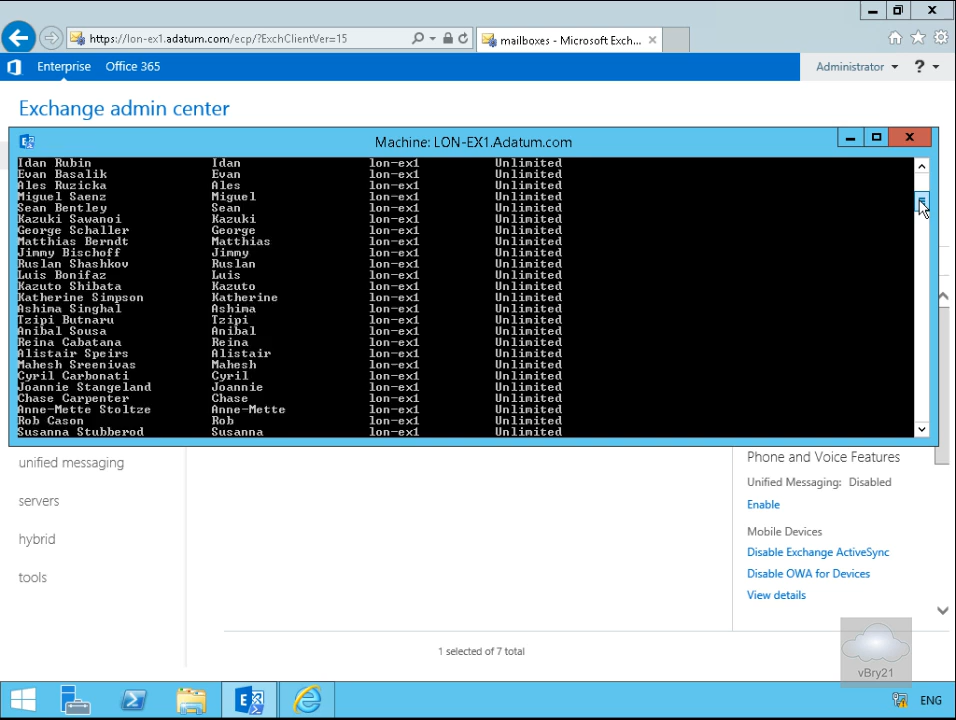 https://lon-ex1.adatum.com/ecp/?ExchClientVer=15
mailboxes - Microsoft Exch...
Enterprise Office 365
Administrator ?
Exchange admin center
Machine: LON-EX1.Adatum.com
Idan Rubin Idan lon-ex1 Unlimited
Evan Basalik Evan lon-ex1 Unlimited
Ales Ruzicka Ales lon-ex1 Unlimited
Miguel Saenz Miguel lon-ex1 Unlimited
Sean Bentley Sean lon-ex1 Unlimited
Kazuki Sawanoi Kazuki lon-ex1 Unlimited
George Schaller George lon-ex1 Unlimited
Matthias Berndt Matthias lon-ex1 Unlimited
Jimmy Bischoff Jimmy lon-ex1 Unlimited
Ruslan Shashkov Ruslan lon-ex1 Unlimited
Luis Bonifaz Luis lon-ex1 Unlimited
Kazuto Shibata Kazuto lon-ex1 Unlimited
Katherine Simpson Katherine lon-ex1 Unlimited
Ashima Singhal Ashima lon-ex1 Unlimited
Tzipi Butnaru Tzipi lon-ex1 Unlimited
Anibal Sousa Anibal lon-ex1 Unlimited
Reina Cabatana Reina lon-ex1 Unlimited
Alistair Speirs Alistair lon-ex1 Unlimited
Mahesh Sreenivas Mahesh lon-ex1 Unlimited
Cyril Carbonati Cyril lon-ex1 Unlimited
Joannie Stangeland Joannie lon-ex1 Unlimited
Chase Carpenter Chase lon-ex1 Unlimited
Anne-Mette Stoltze Anne-Mette lon-ex1 Unlimited
Rob Cason Rob lon-ex1 Unlimited
Susanna Stubberod Susanna lon-ex1 Unlimited
unified messaging
servers
hybrid
tools
Phone and Voice Features
Unified Messaging: Disabled
Enable
Mobile Devices
Disable Exchange ActiveSync
Disable OWA for Devices
View details
1 selected of 7 total
vBry21
ENG